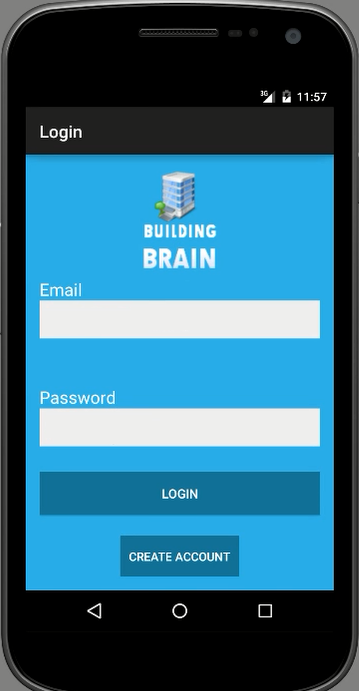 3G 11:57
Login
BUILDING
BRAIN
Email
Password
LOGIN
CREATE ACCOUNT